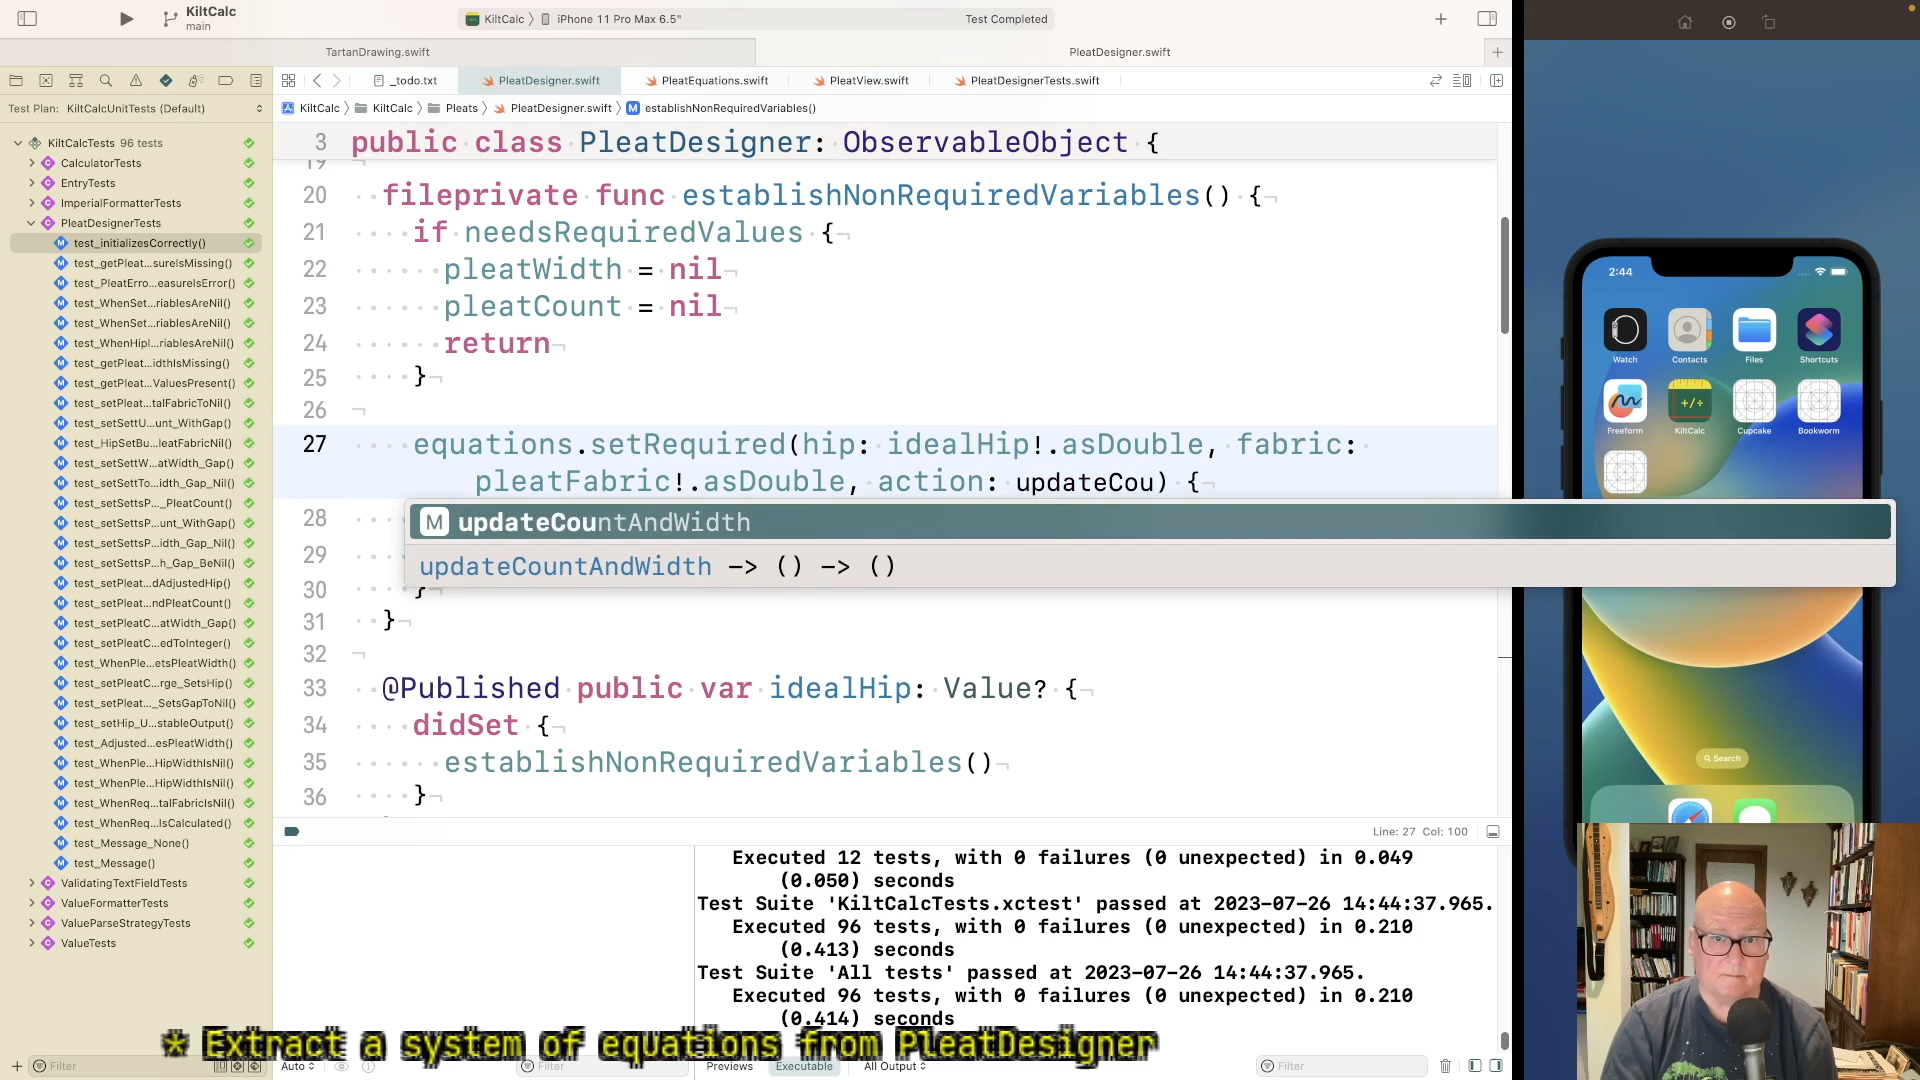 KiltCalc
main
KiltCalc
iPhone 11 Pro Max 6.5"
Test Completed
TartanDrawing.swift
PleatDesigner.swift
_todo.txt
PleatDesigner.swift
PleatEquations.swift
PleatView.swift
PleatDesignerTests.swift
Test Plan: KiltCalcUnitTests (Default)
KiltCalc
KiltCalc
Pleats
PleatDesigner.swift
M establishNonRequiredVariables()
KiltCalcTests 96 tests
CalculatorTests
EntryTests
ImperialFormatterTests
PleatDesignerTests
test_initializesCorrectly()
test_getPleat...sureIsMissing()
test_PleatErro...easureIsError()
test_WhenSet...riablesAreNil()
test_WhenSet...riablesAreNil()
test_WhenHipI...riablesAreNil()
test_getPleat...idthIsMissing()
test_getPleat...ValuesPresent()
test_setPleat...talFabricToNil()
test_setSettU...unt_WithGap()
test_HipSetBu...leatFabricNil()
test_setSettW...atWidth_Gap()
test_setSettTo...idth_Gap_Nil()
test_setSettsP..._PleatCount()
test_setSettsP...unt_WithGap()
test_setSettsP...idth_Gap_Nil()
test_setSettsP...h_Gap_BeNil()
test_setPleat...dAdjustedHip()
test_setPleat...ndPleatCount()
test_setPleatC...atWidth_Gap()
test_setPleatC...edToInteger()
test_WhenPle...etsPleatWidth()
test_setPleatC...rge_SetsHip()
test_setPleat..._SetsGapToNil()
test_setHip_U...stableOutput()
test_Adjusted...esPleatWidth()
test_WhenPle...HipWidthIsNil()
test_WhenPle...HipWidthIsNil()
test_WhenReq...talFabricIsNil()
test_WhenReq...IsCalculated()
test_Message_None()
test_Message()
ValidatingTextFieldTests
ValueFormatterTests
ValueParseStrategyTests
ValueTests
Filter
3 public class PleatDesigner: ObservableObject {
19
20 fileprivate func establishNonRequiredVariables() {
21 if needsRequiredValues {
22 pleatWidth = nil
23 pleatCount = nil
24 return
25 }
26
27 equations.setRequired(hip: idealHip!.asDouble, fabric:
pleatFabric!.asDouble, action: updateCou) {
28
M updateCountAndWidth
29
updateCountAndWidth -> () -> ()
30 }
31 }
32
33 @Published public var idealHip: Value? {
34 didSet {
35 establishNonRequiredVariables()
36 }
Line: 27 Col: 100
Executed 12 tests, with 0 failures (0 unexpected) in 0.049
(0.050) seconds
Test Suite 'KiltCalcTests.xctest' passed at 2023-07-26 14:44:37.965.
Executed 96 tests, with 0 failures (0 unexpected) in 0.210
(0.413) seconds
Test Suite 'All tests' passed at 2023-07-26 14:44:37.965.
Executed 96 tests, with 0 failures (0 unexpected) in 0.210
(0.414) seconds
* Extract a system of equations from PleatDesigner
Auto
Filter
Previews
Executable
All Output
Filter
2:44
Watch
Contacts
Files
Shortcuts
+/÷
Freeform
KiltCalc
Cupcake
Bookworm
Search